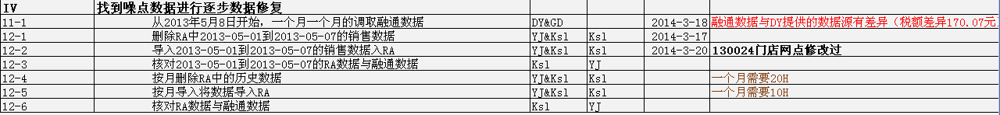 IV 找到噪点数据进行逐步数据修复
11-1 从2013年5月8日开始，一个月一个月的调取融通数据 DY&GD 2014-3-18 融通数据与DY提供的数据源有差异（税额差异170.07元
12-1 删除RA中2013-05-01到2013-05-07的销售数据 YJ&Ksl Ksl 2014-3-17
12-2 导入2013-05-01到2013-05-07的销售数据入RA YJ&Ksl Ksl 2014-3-20 130024门店网点修改过
12-3 核对2013-05-01到2013-05-07的RA数据与融通数据 Ksl YJ
12-4 按月删除RA中的历史数据 YJ&Ksl Ksl 一个月需要20H
12-5 按月导入将数据导入RA YJ&Ksl Ksl 一个月需要10H
12-6 核对RA数据与融通数据 Ksl YJ